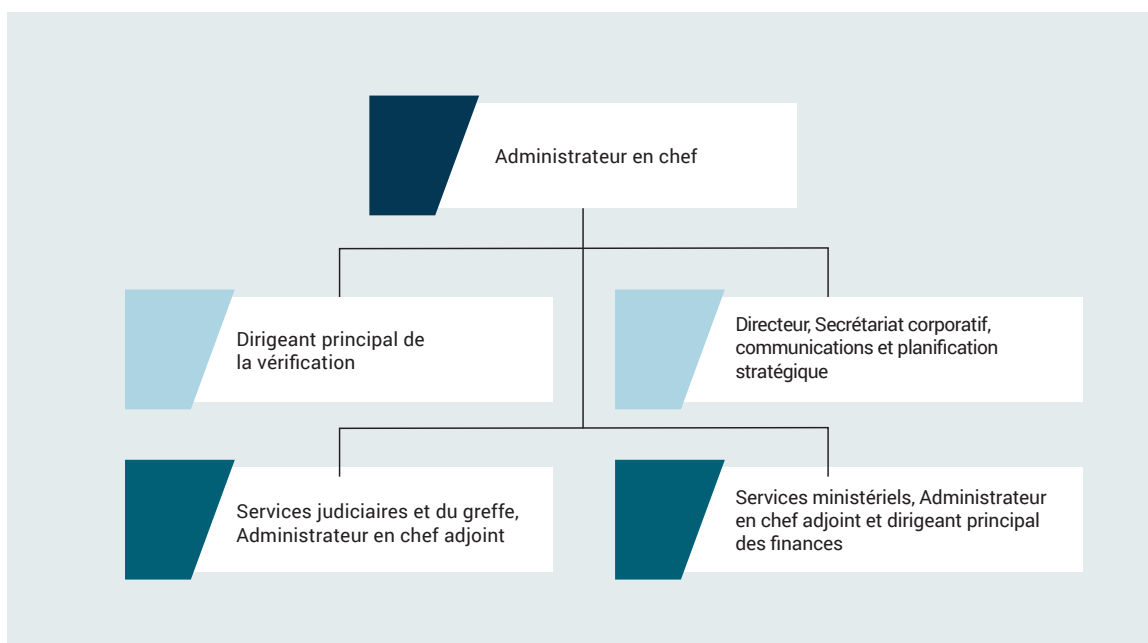 Administrateur en chef
Dirigeant principal de
la vérification
Directeur, Secrétariat corporatif,
communications et planification
stratégique
Services judiciaires et du greffe,
Administrateur en chef adjoint
Services ministériels, Administrateur
en chef adjoint et dirigeant principal
des finances